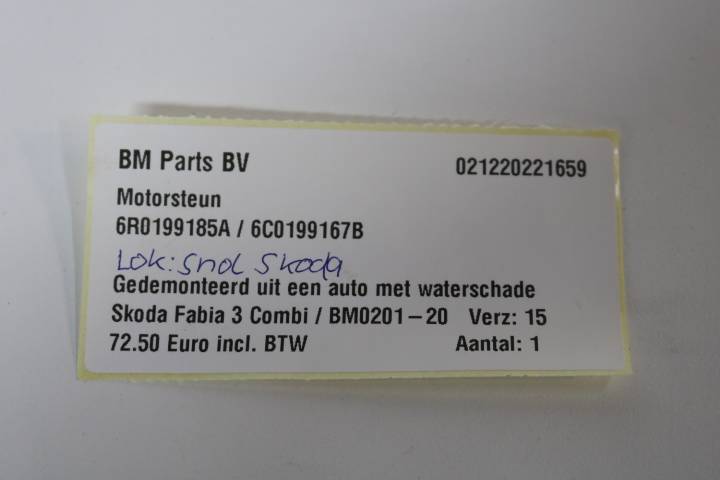 BM Parts BV 021220221659
Motorsteun
6R0199185A / 6C0199167B
Lok: Snol Skoda
Gedemonteerd uit een auto met waterschade
Skoda Fabia 3 Combi / BM0201-20 Verz: 15
72.50 Euro incl. BTW Aantal: 1